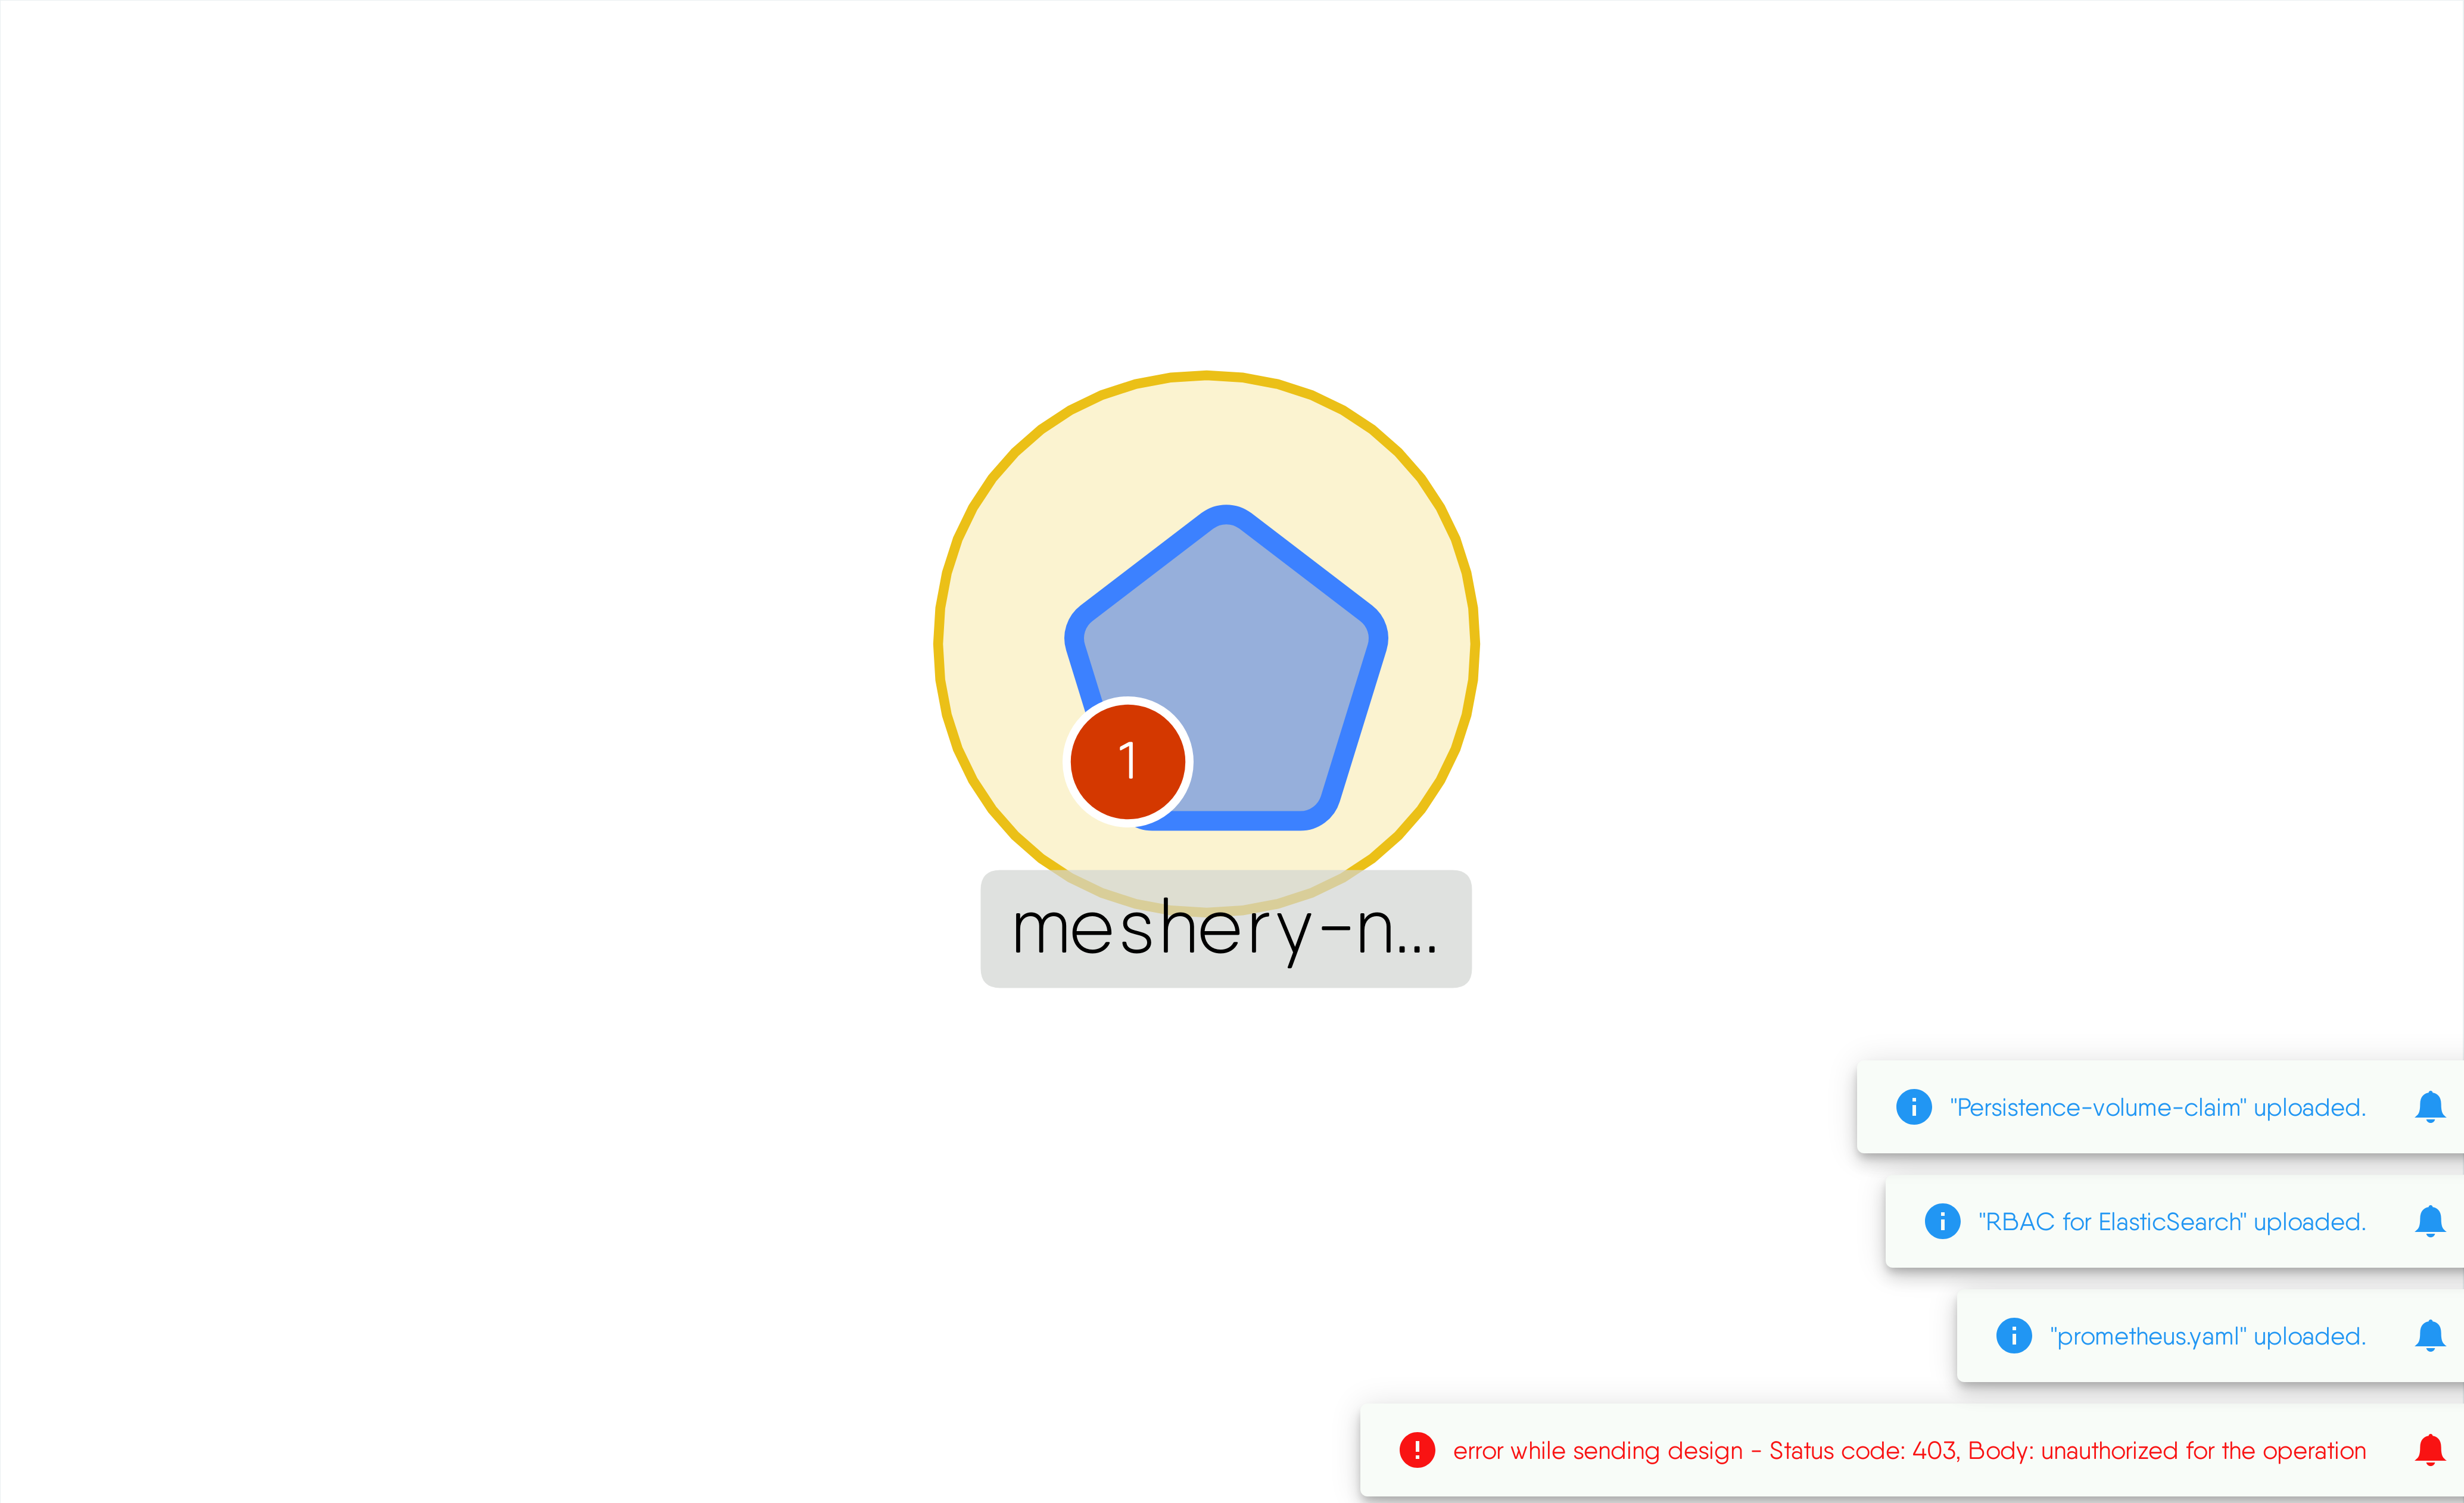 1
meshery-n...
"Persistence-volume-claim" uploaded.
"RBAC for ElasticSearch" uploaded.
"prometheus.yaml" uploaded.
error while sending design - Status code: 403, Body: unauthorized for the operation